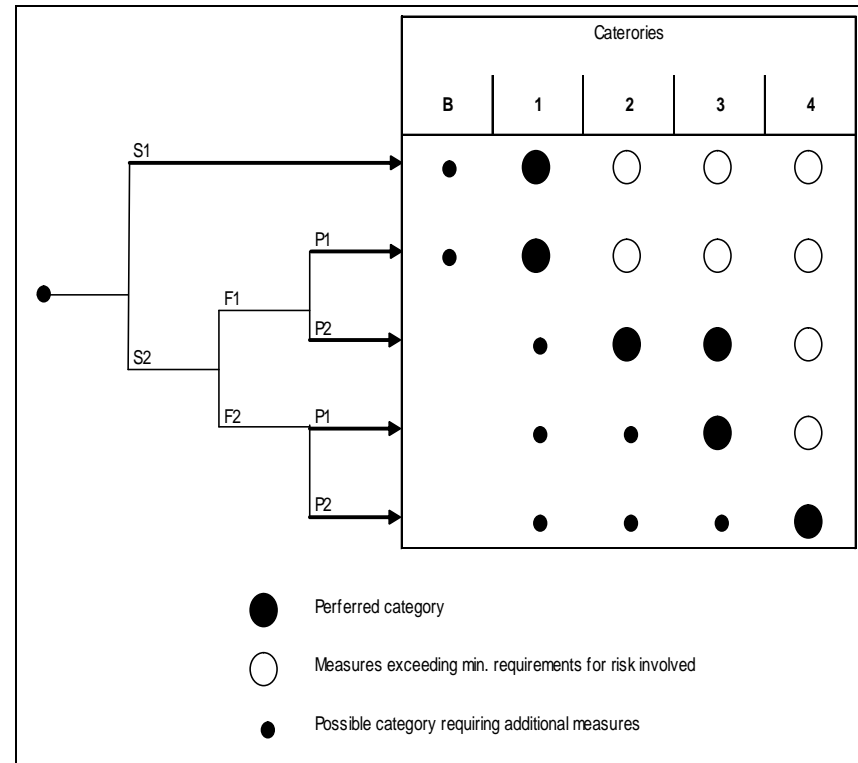 Caterories
B 1 2 3 4
S1
P1
F1
P2
S2
P1
F2
P2
Perferred category
Measures exceeding min. requirements for risk involved
Possible category requiring additional measures